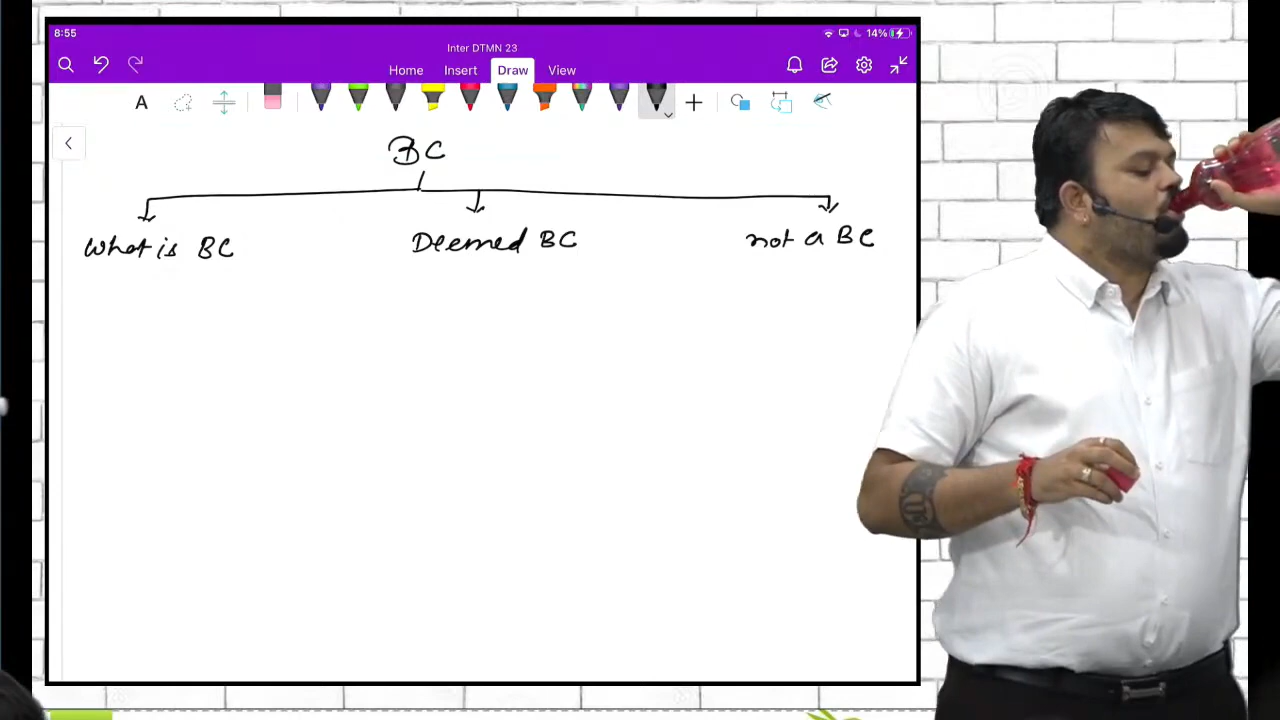 8:55
14%
Inter DTMN 23
Home Insert Draw View
A
BC
What is BC Deemed BC not a BC